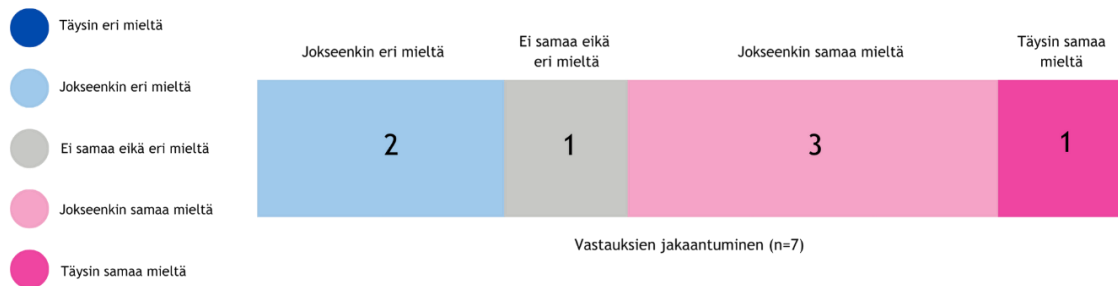 Täysin eri mieltä
Jokseenkin eri mieltä
Ei samaa eikä eri mieltä
Jokseenkin samaa mieltä
Täysin samaa mieltä
Jokseenkin eri mieltä
Ei samaa eikä
eri mieltä
Jokseenkin samaa mieltä
Täysin samaa
mieltä
2
1
3
1
Vastauksien jakaantuminen (n=7)